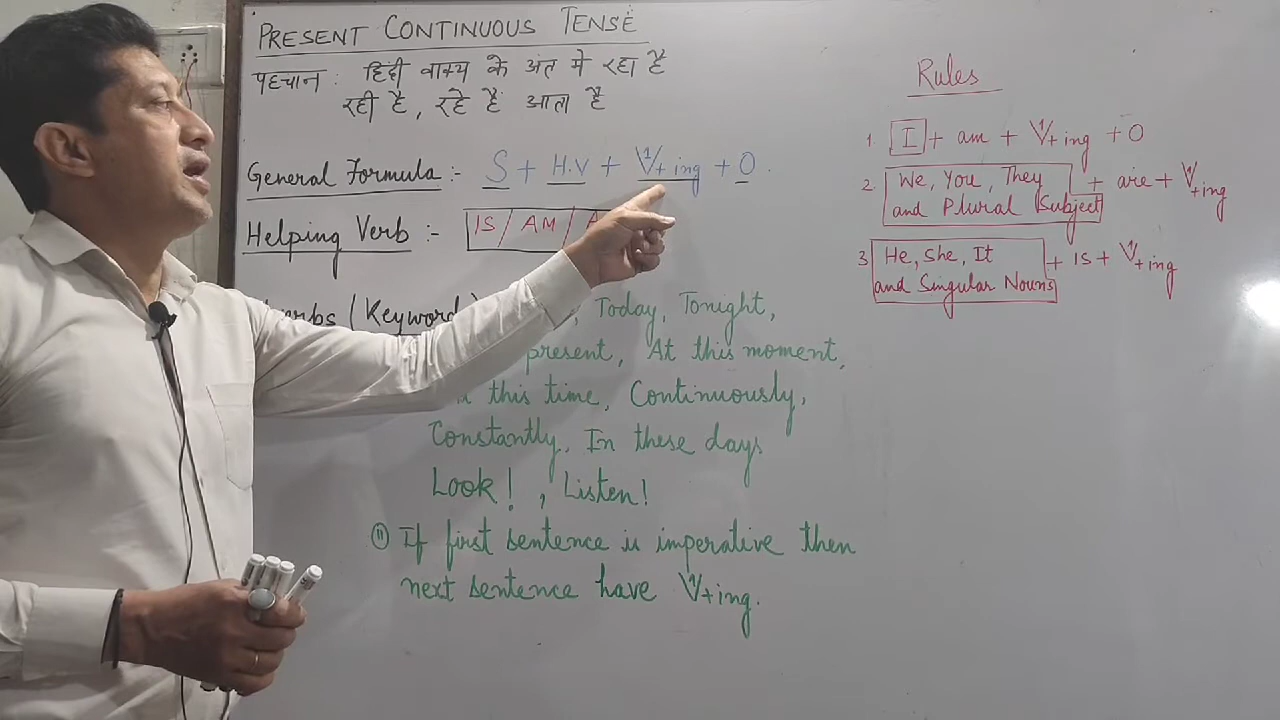 PRESENT CONTINUOUS TENSE
पहचान : हिंदी वाक्य के अंत मे रहा है
रही है, रहे हैं आता है
General Formula :- S + H.V + V¹+ing + O.
Helping Verb :- IS / AM /
(Keyword Today, Tonight,
present, At this moment,
this time, Continuously,
Constantly, In these days
Look! , Listen!
(ii) If first sentence is imperative then
next sentence have V¹+ing.
Rules
1. I + am + V¹+ing + O
2. We, You, They and Plural Subject + are + V¹+ing
3. He, She, It and Singular Nouns + is + V¹+ing